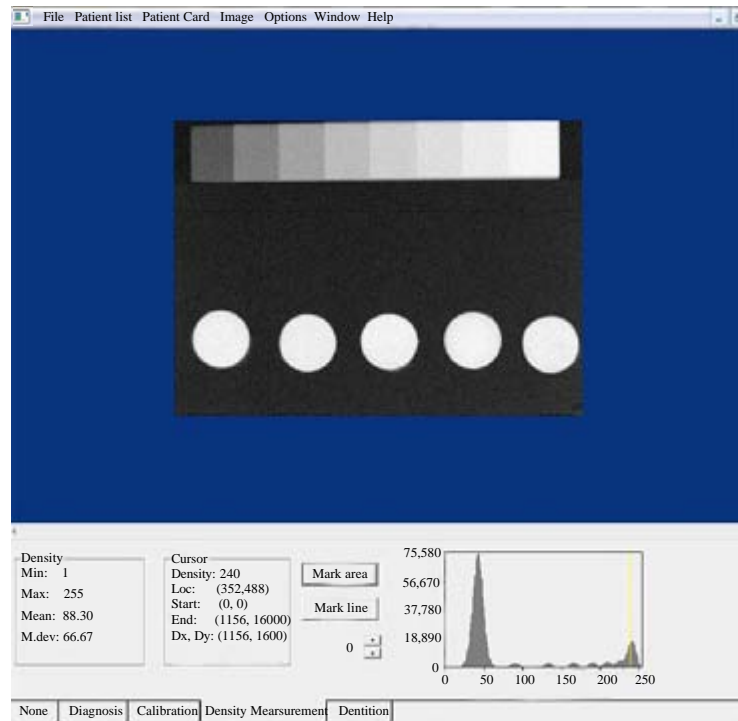 File Patient list Patient Card Image Options Window Help
Density
Min: 1
Max: 255
Mean: 88.30
M.dev: 66.67
Cursor
Density: 240
Loc: (352,488)
Start: (0, 0)
End: (1156, 16000)
Dx, Dy: (1156, 1600)
Mark area
Mark line
0
75,580
56,670
37,780
18,890
0
0 50 100 150 200 250
None Diagnosis Calibration Density Mearsurement Dentition